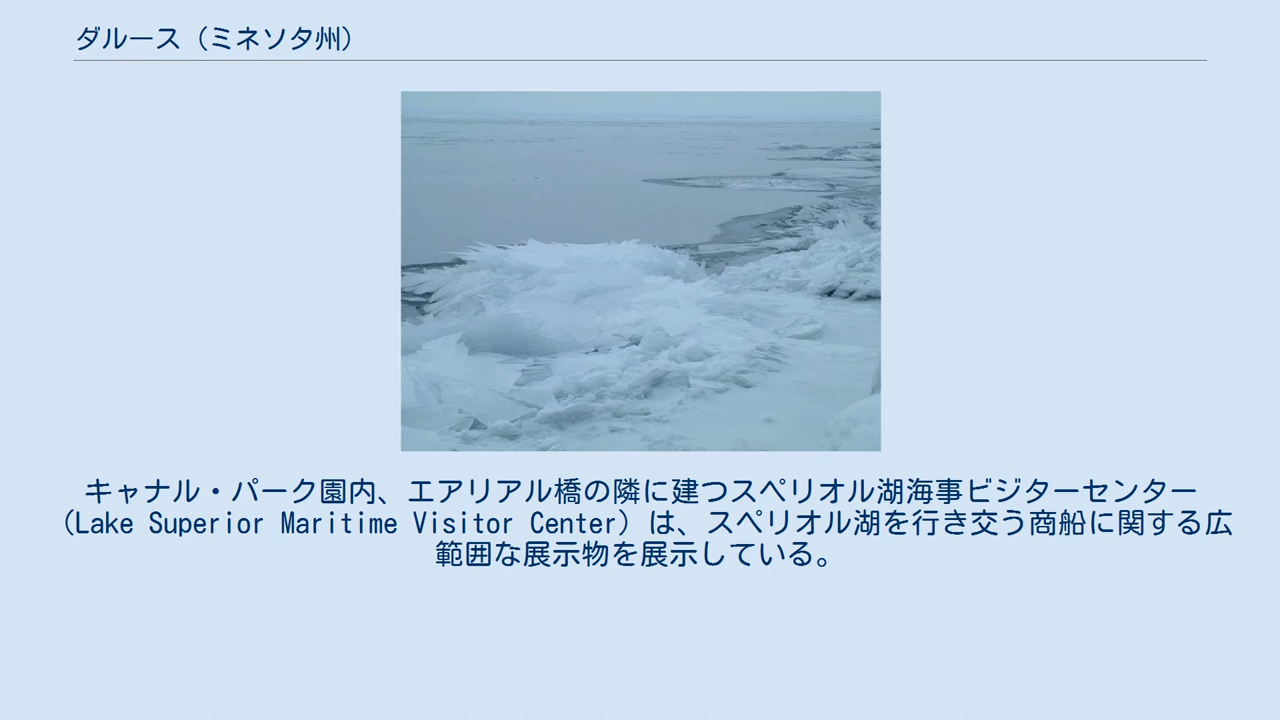 ダルース（ミネソタ州）
キャナル・パーク園内、エアリアル橋の隣に建つスペリオル湖海事ビジターセンター
（Lake Superior Maritime Visitor Center）は、スペリオル湖を行き交う商船に関する広
範囲な展示物を展示している。